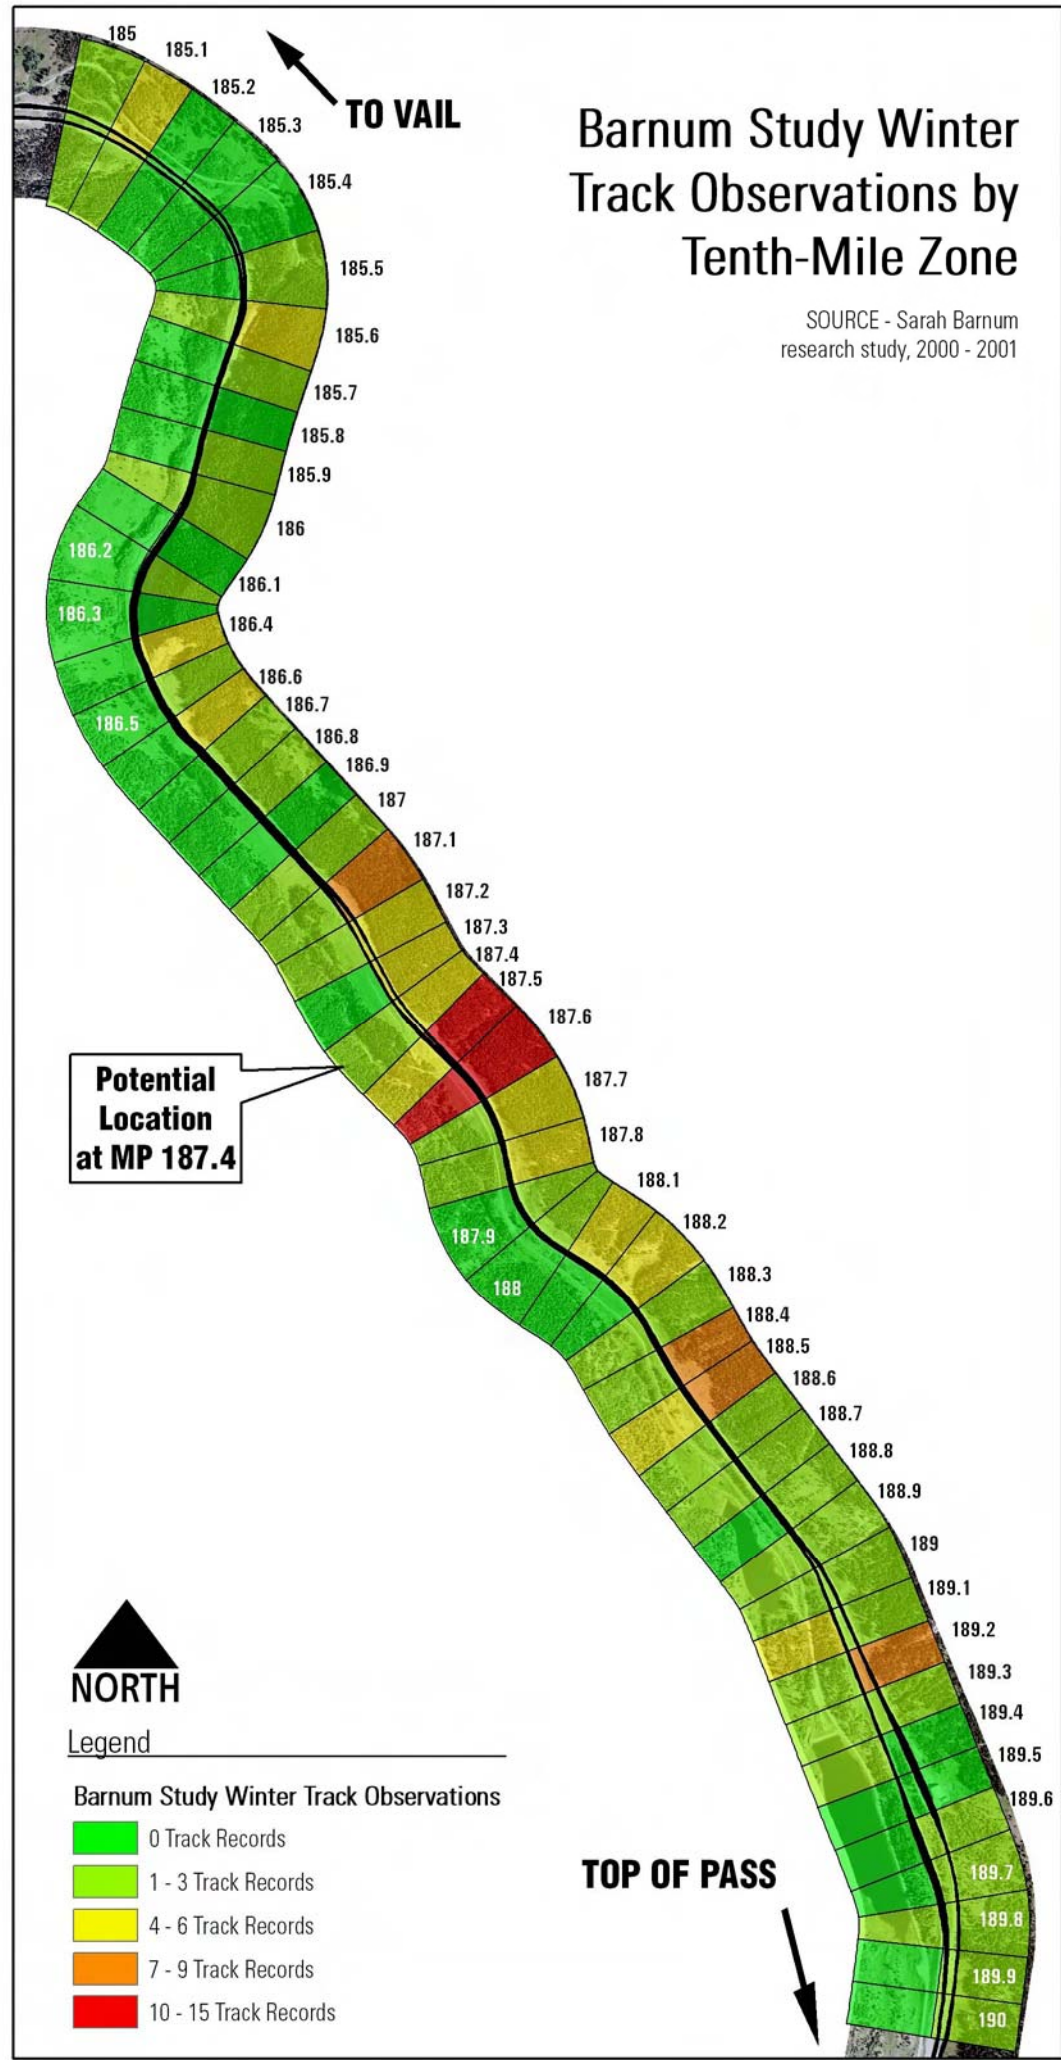 185
185.1
185.2
185.3
185.4
TO VAIL
Barnum Study Winter
Track Observations by
Tenth-Mile Zone
SOURCE - Sarah Barnum
research study, 2000 - 2001
185.5
185.6
185.7
185.8
185.9
186
186.1
186.2
186.3
186.4
186.5
186.6
186.7
186.8
186.9
187
187.1
187.2
187.3
187.4
187.5
187.6
187.7
187.8
Potential
Location
at MP 187.4
187.9
188
188.1
188.2
188.3
188.4
188.5
188.6
188.7
188.8
188.9
189
189.1
189.2
189.3
189.4
189.5
189.6
189.7
189.8
189.9
190
TOP OF PASS
NORTH
Legend
Barnum Study Winter Track Observations
0 Track Records
1 - 3 Track Records
4 - 6 Track Records
7 - 9 Track Records
10 - 15 Track Records